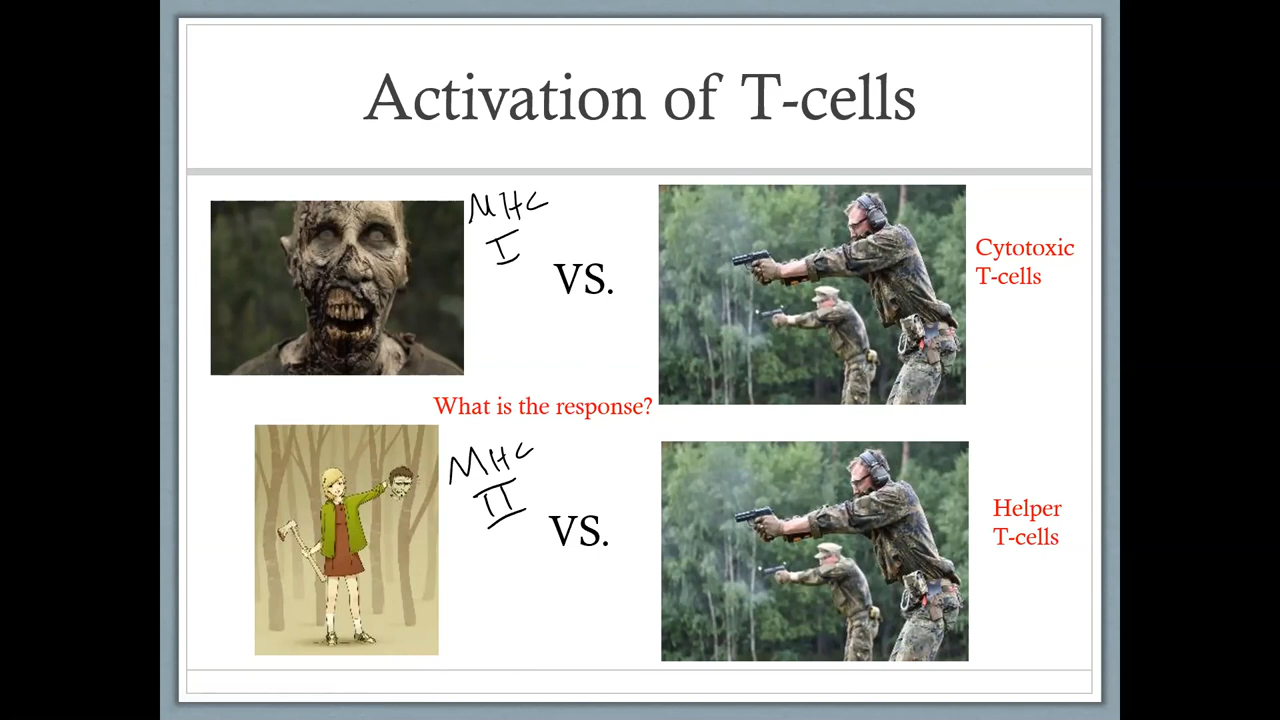 Activation of T-cells
MHC
I
VS.
Cytotoxic
T-cells
What is the response?
MHC
II
VS.
Helper
T-cells